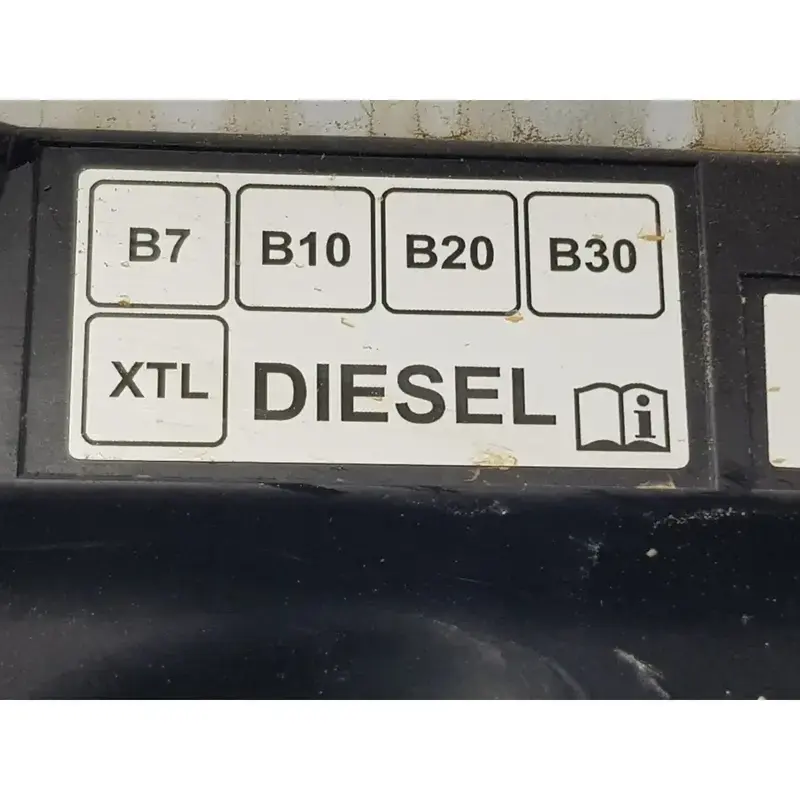 B7 B10 B20 B30
XTL DIESEL i